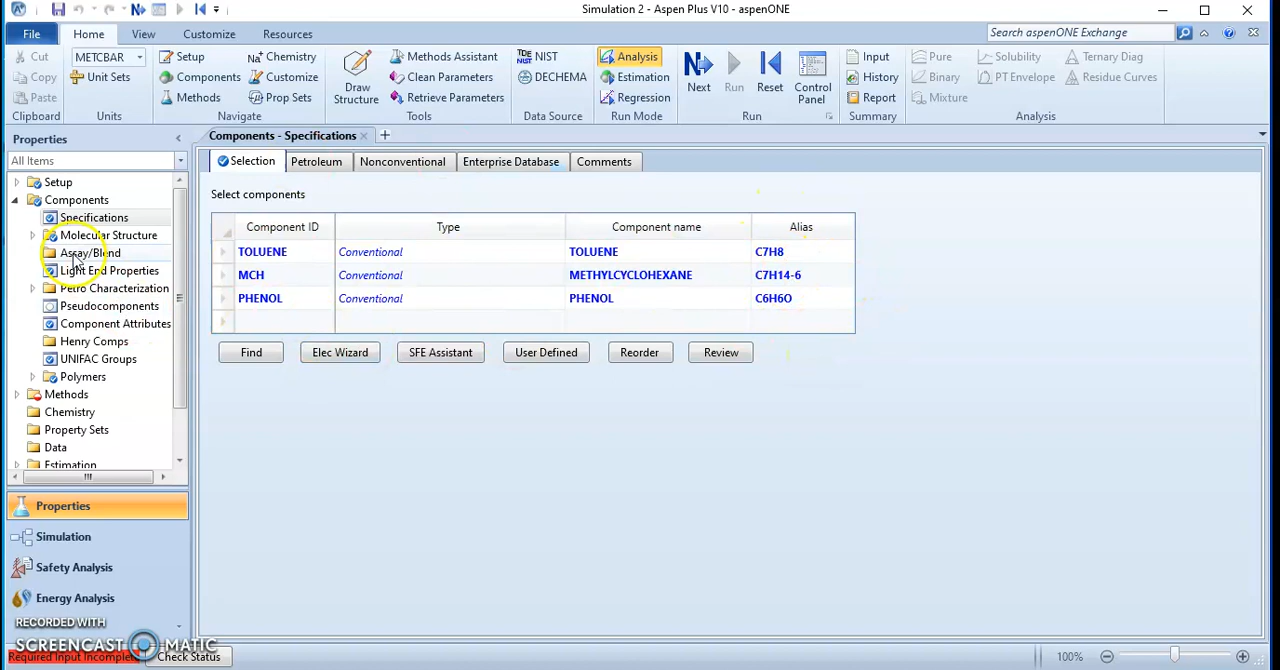 Simulation 2 - Aspen Plus V10 - aspenONE
File Home View Customize Resources
Search aspenONE Exchange
Cut METCBAR Setup Chemistry Methods Assistant NIST Analysis Input Pure Solubility Ternary Diag
Copy Unit Sets Components Customize Clean Parameters DECHEMA Estimation History Binary PT Envelope Residue Curves
Paste Methods Prop Sets Draw Structure Retrieve Parameters Regression Next Run Reset Control Panel Report Mixture
Clipboard Units Navigate Tools Data Source Run Mode Run Summary Analysis
Properties
Components - Specifications
All Items
Selection Petroleum Nonconventional Enterprise Database Comments
Setup
Components
Specifications
Molecular Structure
Assay/Blend
Light End Properties
Petro Characterization
Pseudocomponents
Component Attributes
Henry Comps
UNIFAC Groups
Polymers
Methods
Chemistry
Property Sets
Data
Estimation
Select components
Component ID Type Component name Alias
TOLUENE Conventional TOLUENE C7H8
MCH Conventional METHYLCYCLOHEXANE C7H14-6
PHENOL Conventional PHENOL C6H6O
Find Elec Wizard SFE Assistant User Defined Reorder Review
Properties
Simulation
Safety Analysis
Energy Analysis
RECORDED WITH
SCREENCAST MATIC
Required Input Incomplete Check Status
100%